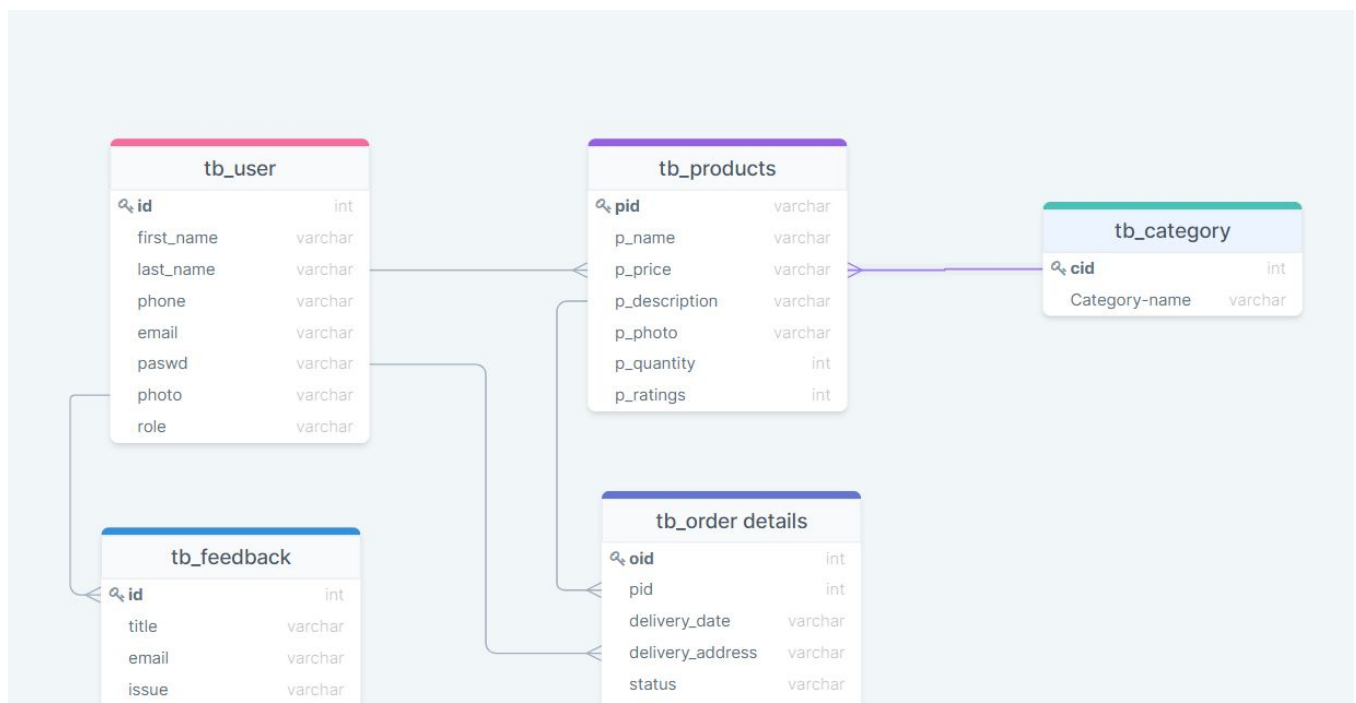 tb_user
id int
first_name varchar
last_name varchar
phone varchar
email varchar
paswd varchar
photo varchar
role varchar
tb_products
pid varchar
p_name varchar
p_price varchar
p_description varchar
p_photo varchar
p_quantity int
p_ratings int
tb_category
cid int
Category-name varchar
tb_feedback
id int
title varchar
email varchar
issue varchar
tb_order details
oid int
pid int
delivery_date varchar
delivery_address varchar
status varchar